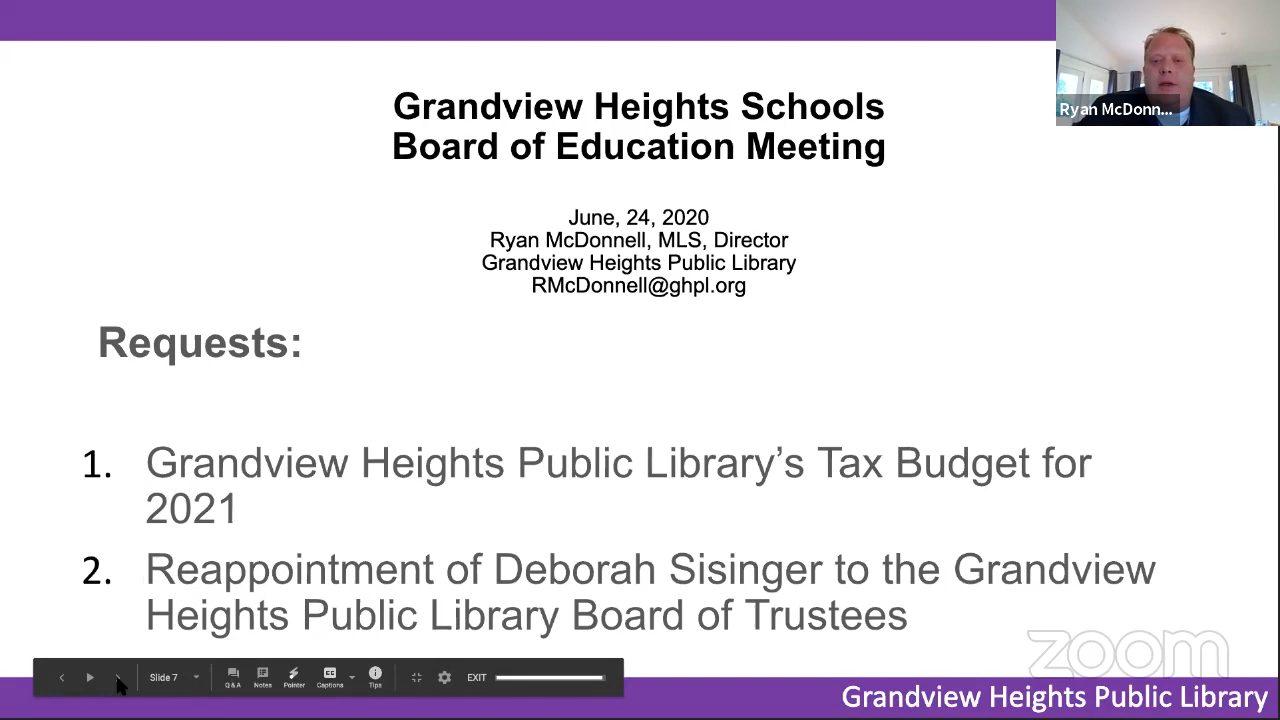 Ryan McDonn...
Grandview Heights Schools
Board of Education Meeting
June, 24, 2020
Ryan McDonnell, MLS, Director
Grandview Heights Public Library
RMcDonnell@ghpl.org
Requests:
1. Grandview Heights Public Library’s Tax Budget for
2021
2. Reappointment of Deborah Sisinger to the Grandview
Heights Public Library Board of Trustees
zoom
Slide 7
Q&A
Notes
Pointer
CC
Captions
Tips
EXIT
Grandview Heights Public Library